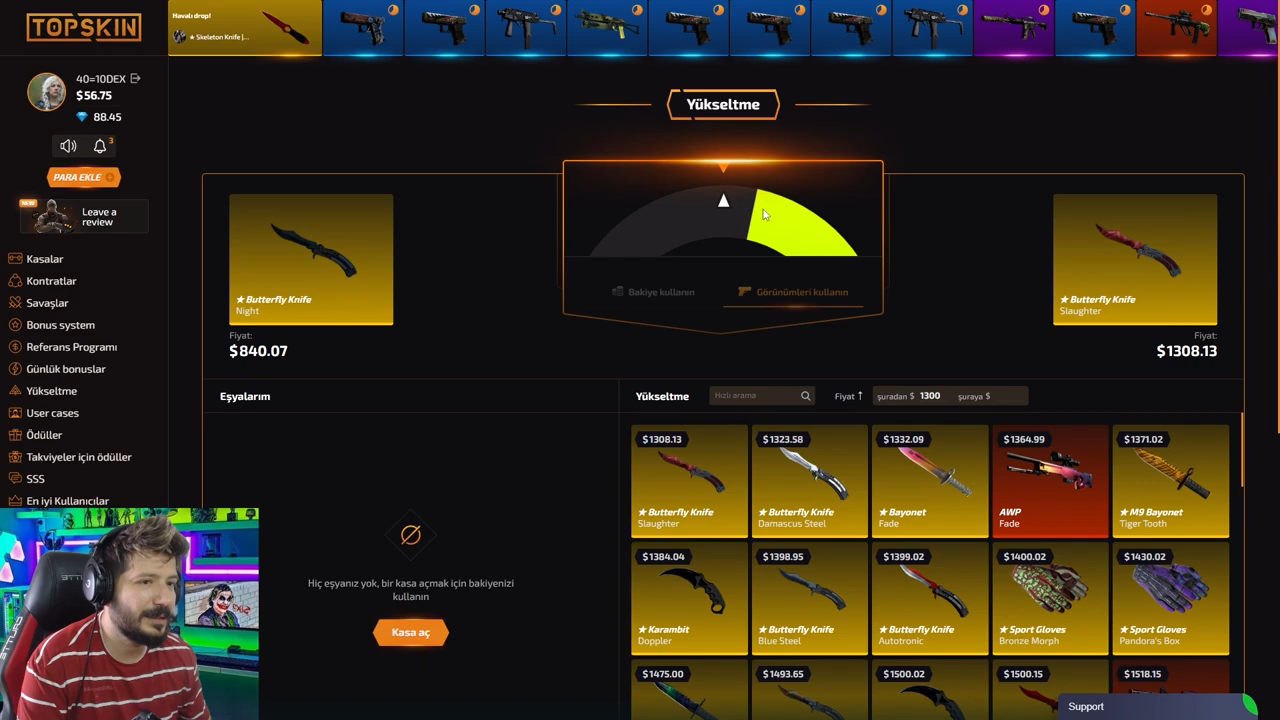 TOPSKIN
Havalı drop!
★ Skeleton Knife |...
40=10DEX
$56.75
88.45
3
PARA EKLE
NEW
Leave a
review
Kasalar
Kontratlar
Savaşlar
Bonus system
Referans Programı
Günlük bonuslar
Yükseltme
User cases
Ödüller
Takviyeler için ödüller
SSS
En iyi Kullanıcılar
Yükseltme
★ Butterfly Knife
Night
Fiyat:
$840.07
Bakiye kullanın
Görünümleri kullanın
★ Butterfly Knife
Slaughter
Fiyat:
$1308.13
Eşyalarım
Hiç eşyanız yok, bir kasa açmak için bakiyenizi
kullanın
Kasa aç
Yükseltme
Hızlı arama
Fiyat
şuradan $ 1300 şuraya $
$1308.13
★ Butterfly Knife
Slaughter
$1323.58
★ Butterfly Knife
Damascus Steel
$1332.09
★ Bayonet
Fade
$1364.99
AWP
Fade
$1371.02
★ M9 Bayonet
Tiger Tooth
$1384.04
★ Karambit
Doppler
$1398.95
★ Butterfly Knife
Blue Steel
$1399.02
★ Butterfly Knife
Autotronic
$1400.02
★ Sport Gloves
Bronze Morph
$1430.02
★ Sport Gloves
Pandora's Box
$1475.00
$1493.65
$1500.02
$1500.15
$1518.15
Support